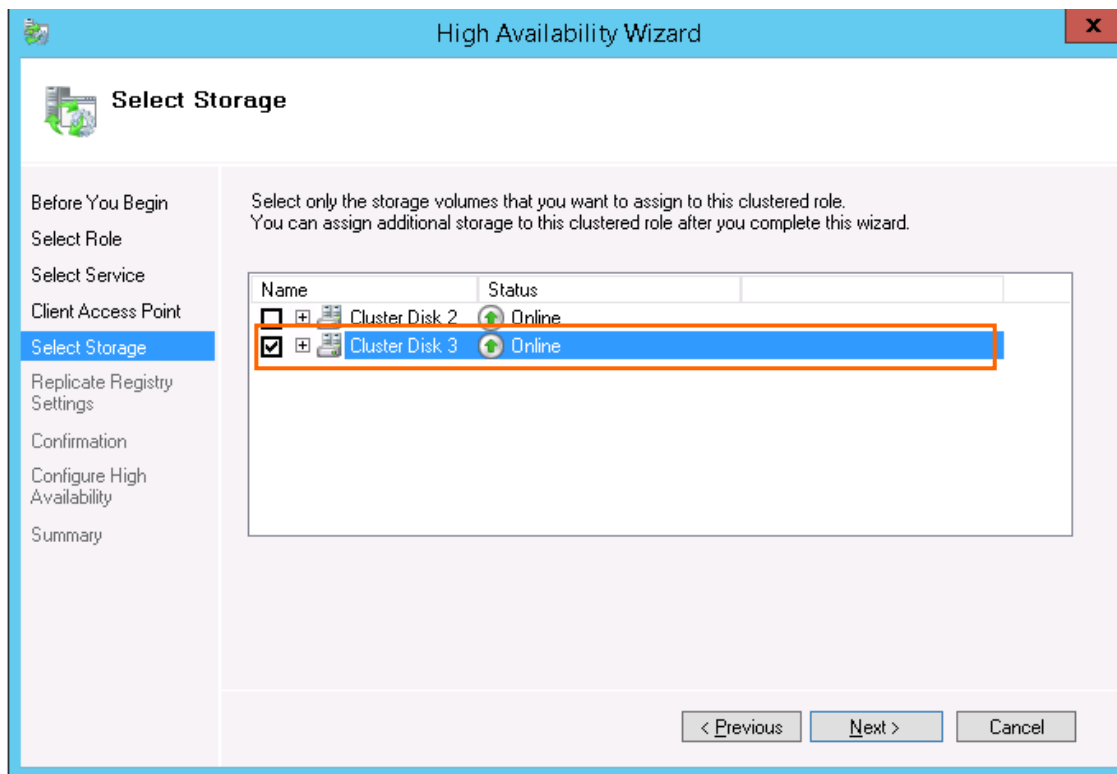 High Availability Wizard
x
Select Storage
Before You Begin
Select Role
Select Service
Client Access Point
Select Storage
Replicate Registry
Settings
Confirmation
Configure High
Availability
Summary
Select only the storage volumes that you want to assign to this clustered role.
You can assign additional storage to this clustered role after you complete this wizard.
Name Status
Cluster Disk 2 Online
Cluster Disk 3 Online
< Previous Next > Cancel